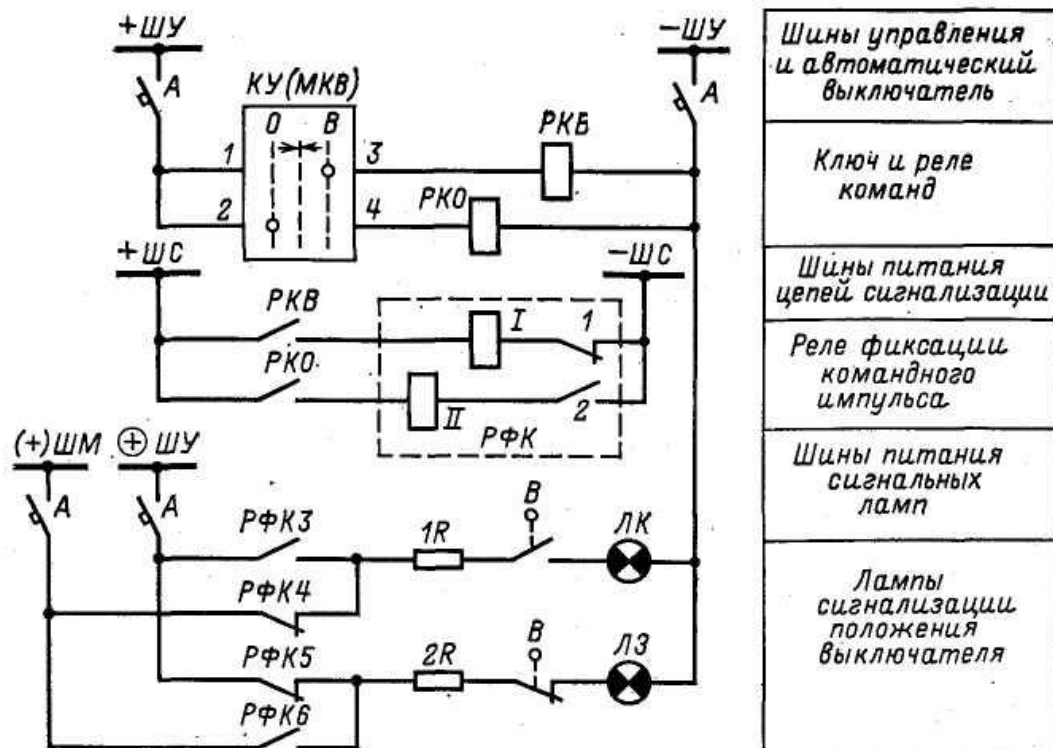 +ШУ
–ШУ
А
КУ(МКВ)
А
О
В
1
3
РКВ
2
РКО
4
+ШС
–ШС
РКВ
I
1
РКО
II
2
РФК
(+)ШМ
⊕ШУ
А
А
РФК3
1R
В
ЛК
РФК4
РФК5
2R
В
ЛЗ
РФК6
Шины управления
и автоматический
выключатель
Ключ и реле
команд
Шины питания
цепей сигнализации
Реле фиксации
командного
импульса
Шины питания
сигнальных
ламп
Лампы
сигнализации
положения
выключателя